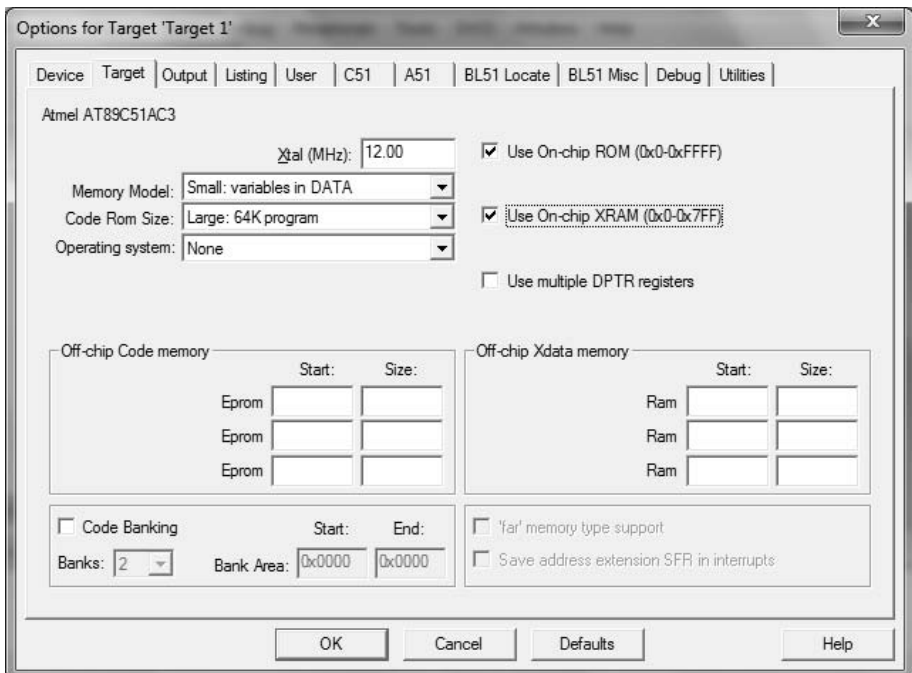 Options for Target 'Target 1'
Device Target Output Listing User C51 A51 BL51 Locate BL51 Misc Debug Utilities
Atmel AT89C51AC3
Xtal (MHz): 12.00
Use On-chip ROM (0x0-0xFFFF)
Memory Model: Small: variables in DATA
Code Rom Size: Large: 64K program
Use On-chip XRAM (0x0-0x7FF)
Operating system: None
Use multiple DPTR registers
Off-chip Code memory
Start: Size:
Eprom
Eprom
Eprom
Off-chip Xdata memory
Start: Size:
Ram
Ram
Ram
Code Banking Start: End:
Banks: 2 Bank Area: 0x0000 0x0000
'far' memory type support
Save address extension SFR in interrupts
OK Cancel Defaults Help